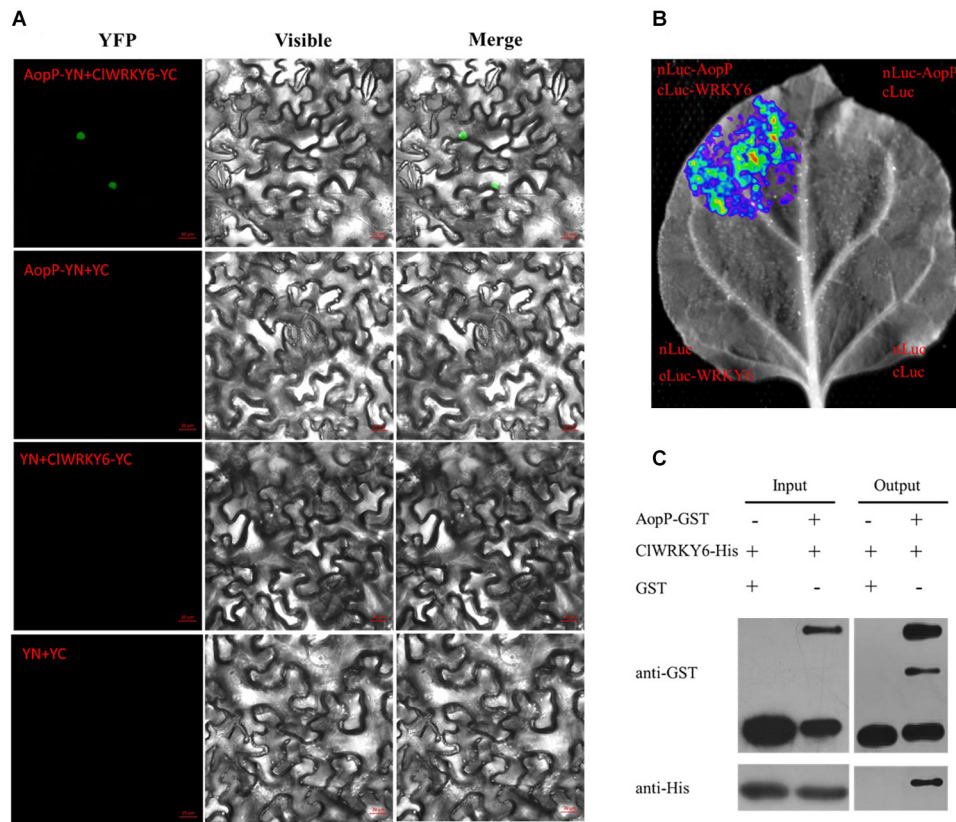 A
YFP Visible Merge
AopP-YN+ClWRKY6-YC
AopP-YN+YC
YN+ClWRKY6-YC
YN+YC
B
nLuc-AopP
cLuc-WRKY6
nLuc-AopP
cLuc
nLuc
cLuc-WRKY6
nLuc
cLuc
C
Input Output
AopP-GST - + - +
ClWRKY6-His + + + +
GST + - + -
anti-GST
anti-His